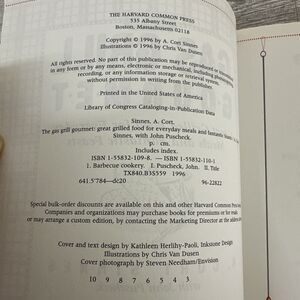 THE HARVARD COMMON PRESS
535 Albany Street
Boston, Massachusetts 02118
Copyright © 1996 by A. Cort Sinnes
Illustrations © 1996 by Chris Van Dusen
All rights reserved. No part of this publication may be reproduced or transmitted
in any form or by any means, electronic or mechanical, including photocopying,
recording, or any information storage or retrieval system,
without permission in writing from the publisher.
Printed in the United States of America
Library of Congress Cataloging-in-Publication Data
Sinnes, A. Cort.
The gas grill gourmet: great grilled food for everyday meals and fantastic
Sinnes, with John Puscheck.
p. cm.
Includes index.
ISBN 1-55832-109-8. — ISBN 1-55832-110-1
1. Barbecue cookery. I. Puscheck, John. II. Title
TX840.B3S559 1996
641.5'784—dc20 96-22822
Special bulk-order discounts are available on this and other Harvard Common Press
Companies and organizations may purchase books for premiums or for resale,
or may arrange a custom edition, by contacting the Marketing Director at the address
Cover and text design by Kathleen Herlihy-Paoli, Inkstone Design
Illustrations by Chris Van Dusen
Cover photograph by Steven Needham/Envision
10 9 8 7 6 5 4 3